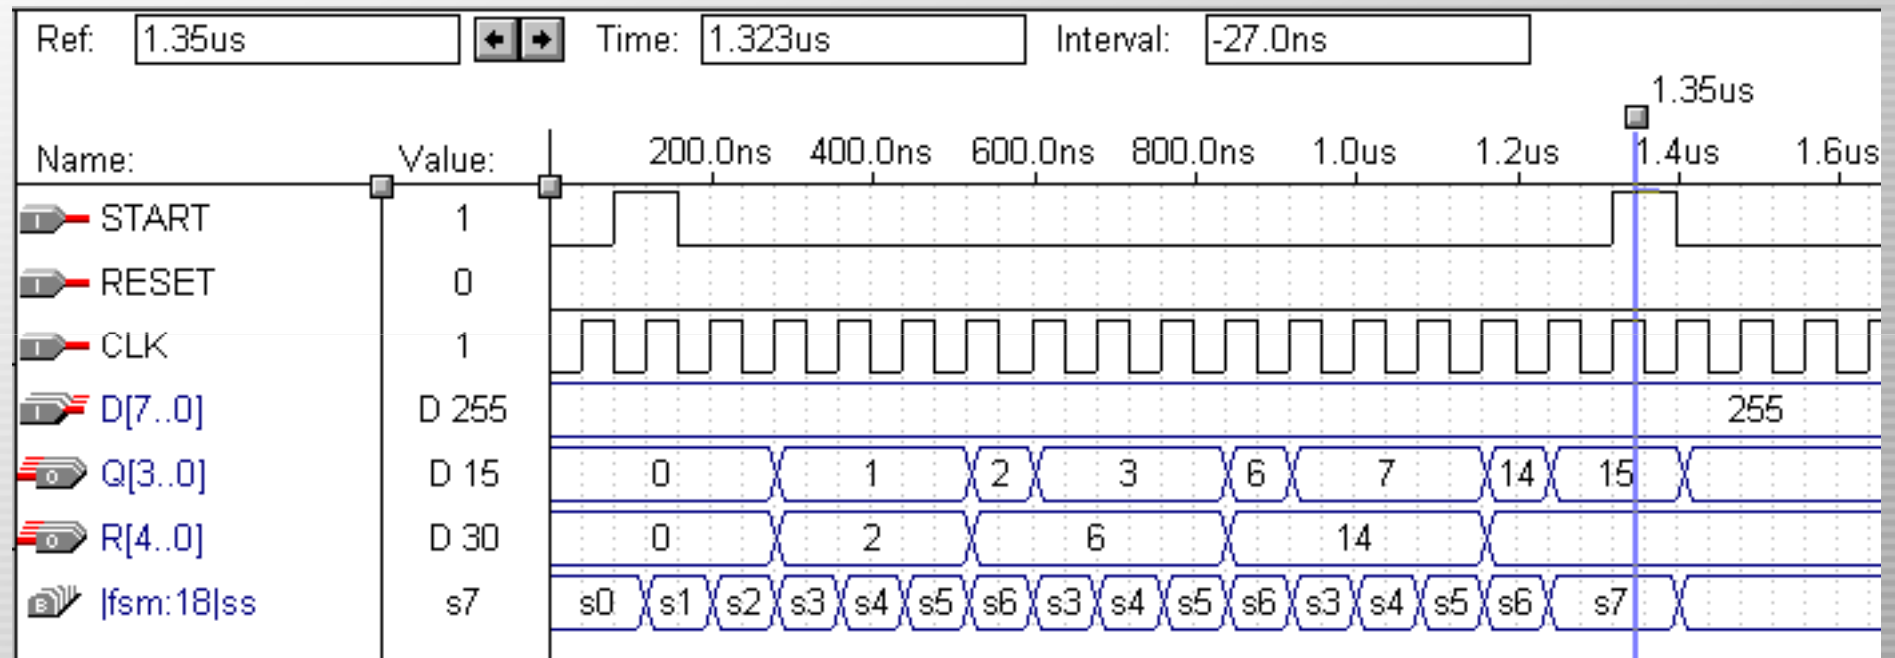 Ref: 1.35us Time: 1.323us Interval: -27.0ns
1.35us
Name: Value: 200.0ns 400.0ns 600.0ns 800.0ns 1.0us 1.2us 1.4us 1.6us
I START 1
I RESET 0
I CLK 1
I D[7..0] D 255 255
O Q[3..0] D 15 0 1 2 3 6 7 14 15
O R[4..0] D 30 0 2 6 14
B |fsm:18|ss s7 s0 s1 s2 s3 s4 s5 s6 s3 s4 s5 s6 s3 s4 s5 s6 s7